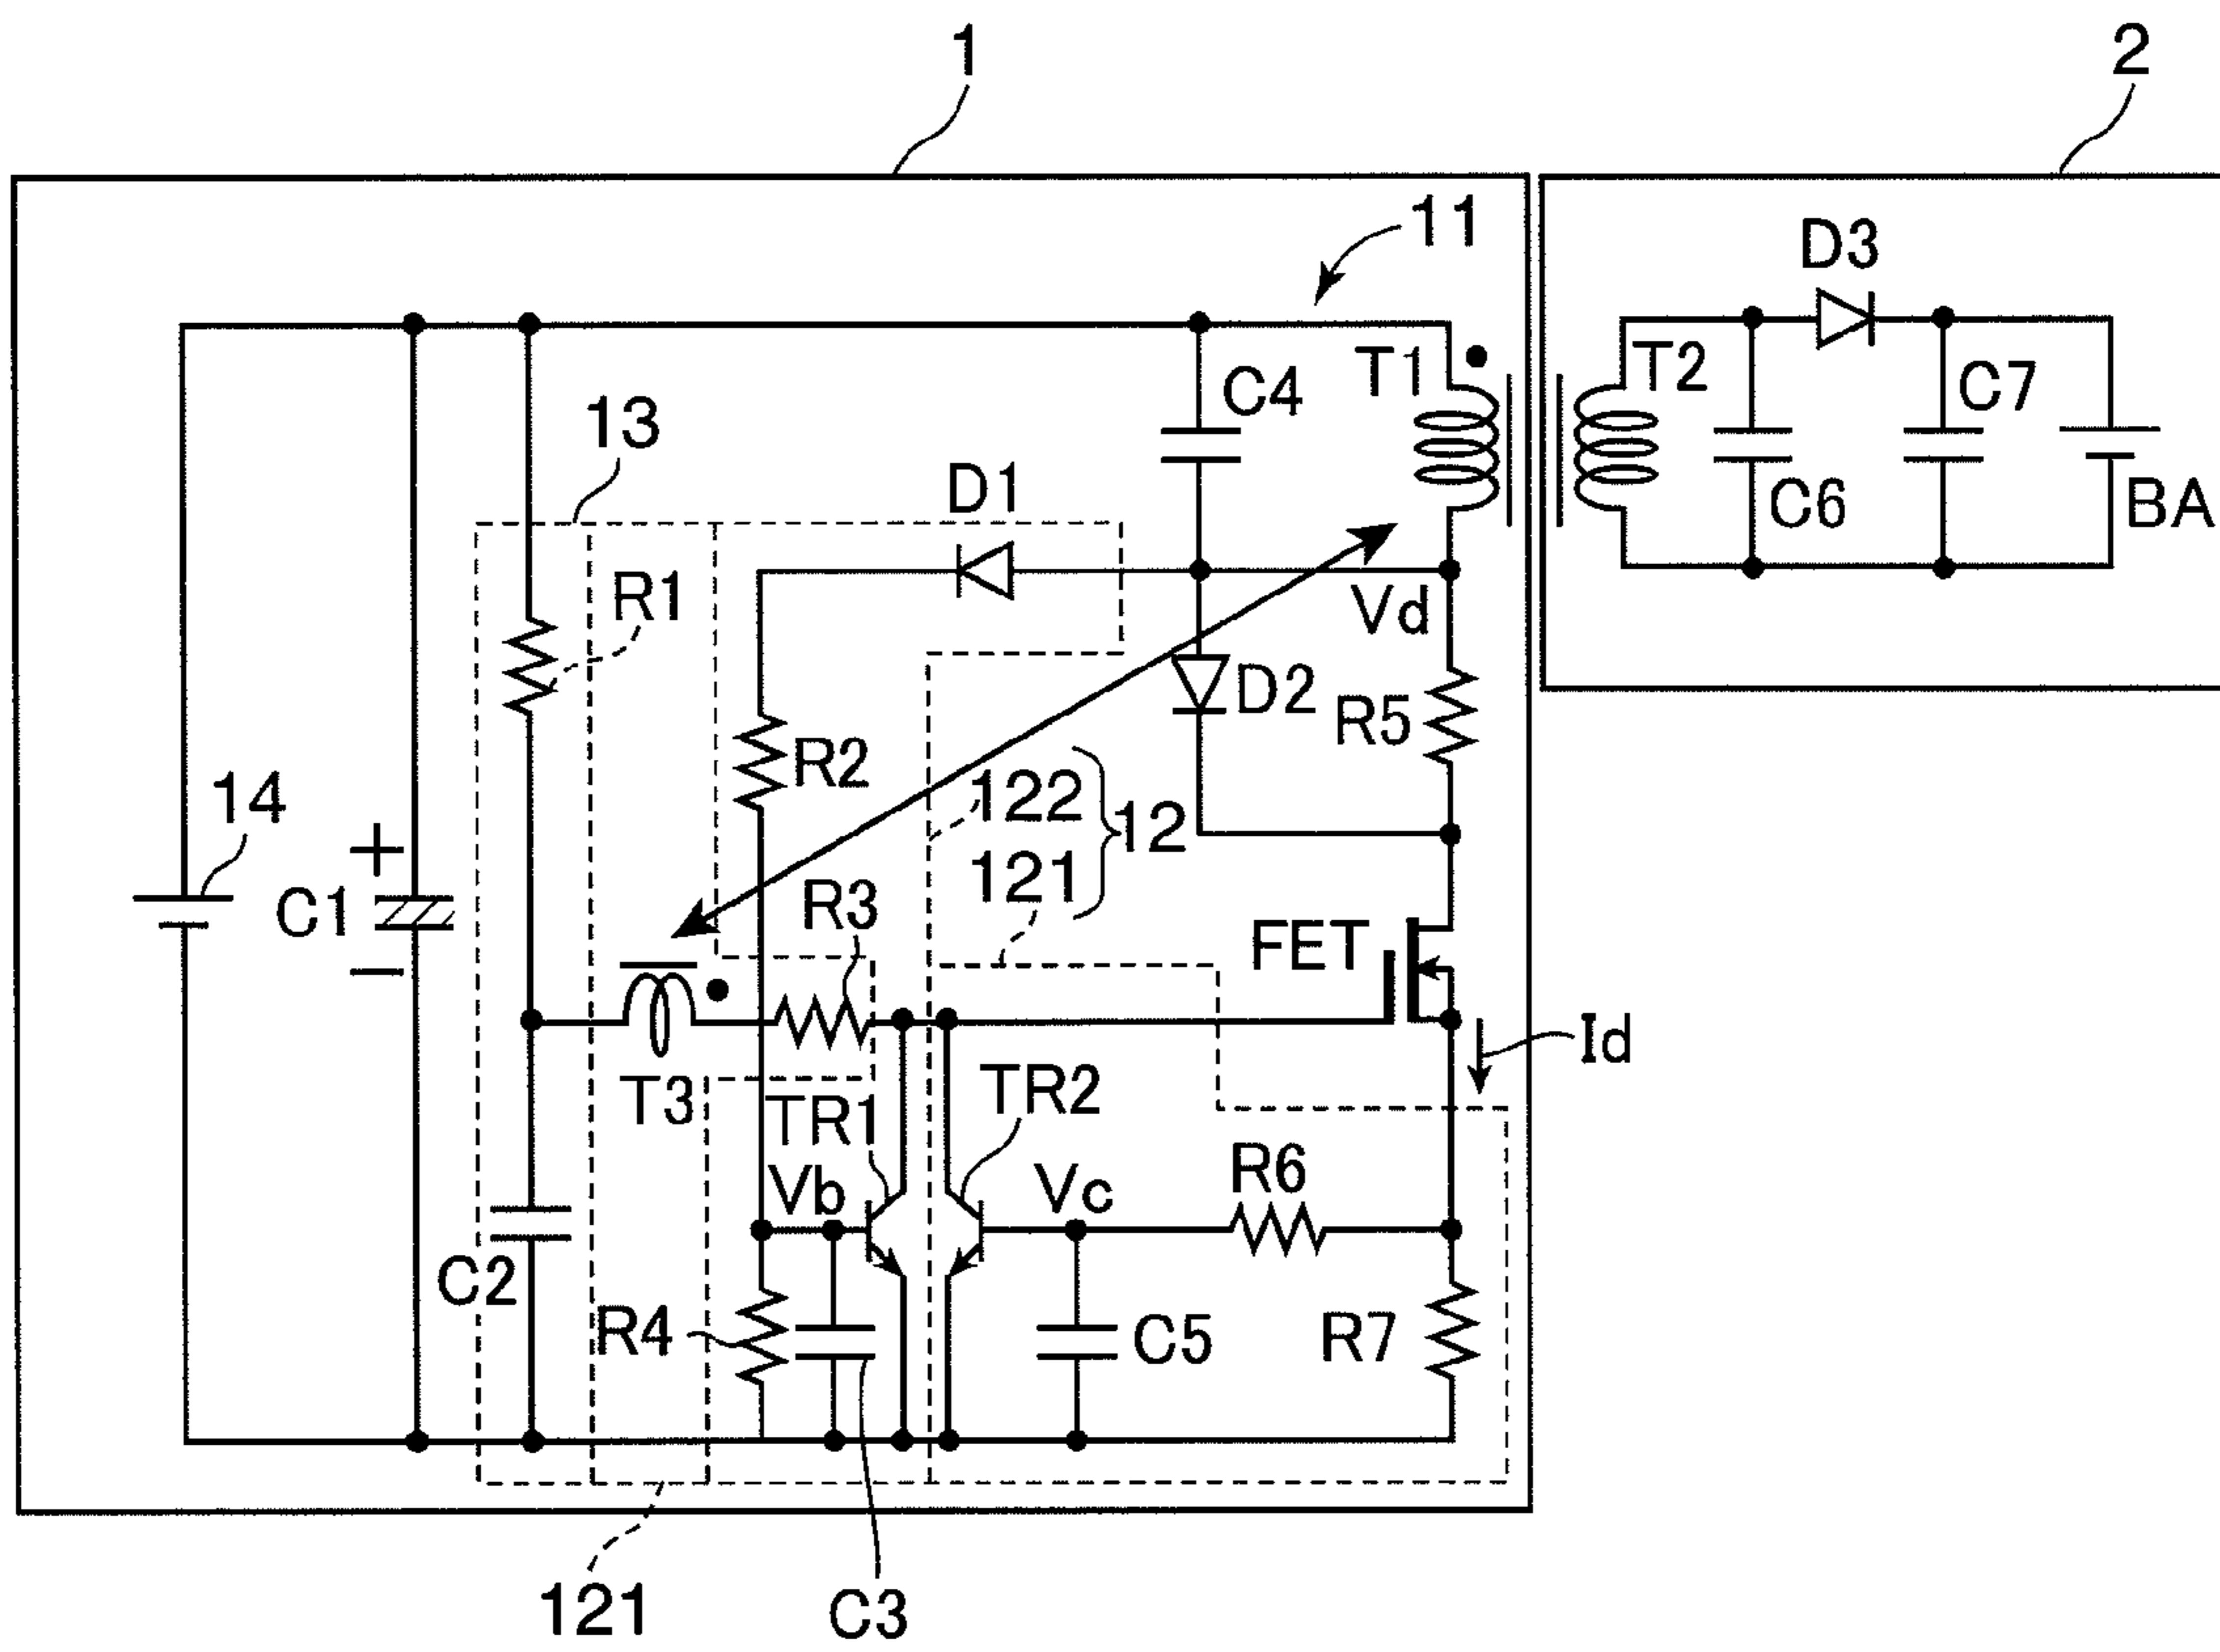 1
2
11
D3
T1
T2
C4
C7
13
D1
C6
BA
R1
Vd
D2
R5
R2
14
122
12
+
C1
121
R3
FET
−
Id
T3
TR1
TR2
Vb
Vc
R6
C2
R4
C5
R7
121
C3